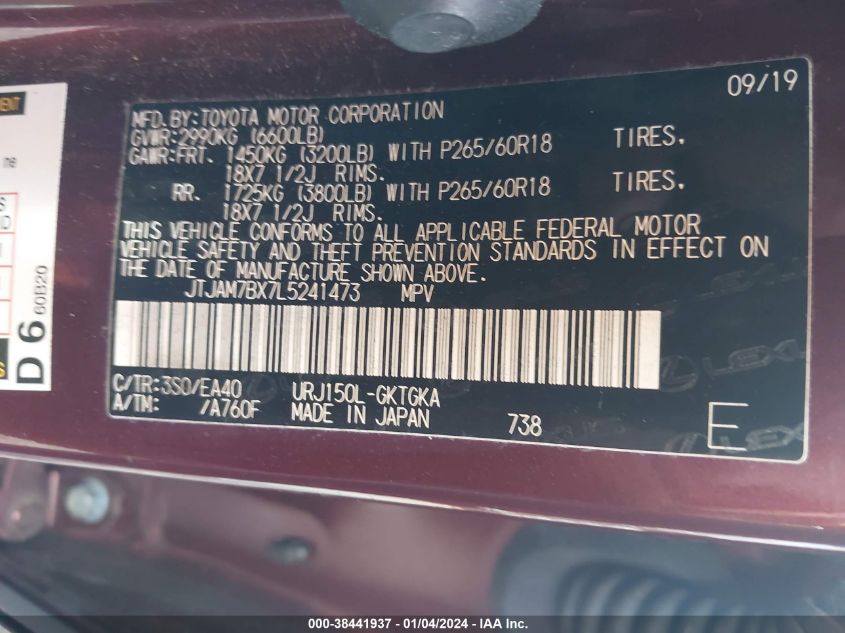 09/19
MFD.BY:TOYOTA MOTOR CORPORATION
GVWR:2990KG (6600LB)
GAWR:FRT. 1450KG (3200LB) WITH P265/60R18 TIRES,
18X7 1/2J RIMS.
RR. 1725KG (3800LB) WITH P265/60R18 TIRES,
18X7 1/2J RIMS.
THIS VEHICLE CONFORMS TO ALL APPLICABLE FEDERAL MOTOR
VEHICLE SAFETY AND THEFT PREVENTION STANDARDS IN EFFECT ON
THE DATE OF MANUFACTURE SHOWN ABOVE.
JTJAM7BX7L5241473 MPV
C/TR:3S0/EA40 URJ150L-GKTGKA
A/TM: /A760F MADE IN JAPAN 738 E
D6
60B20
LEXUS
000-38441937 - 01/04/2024 - IAA Inc.